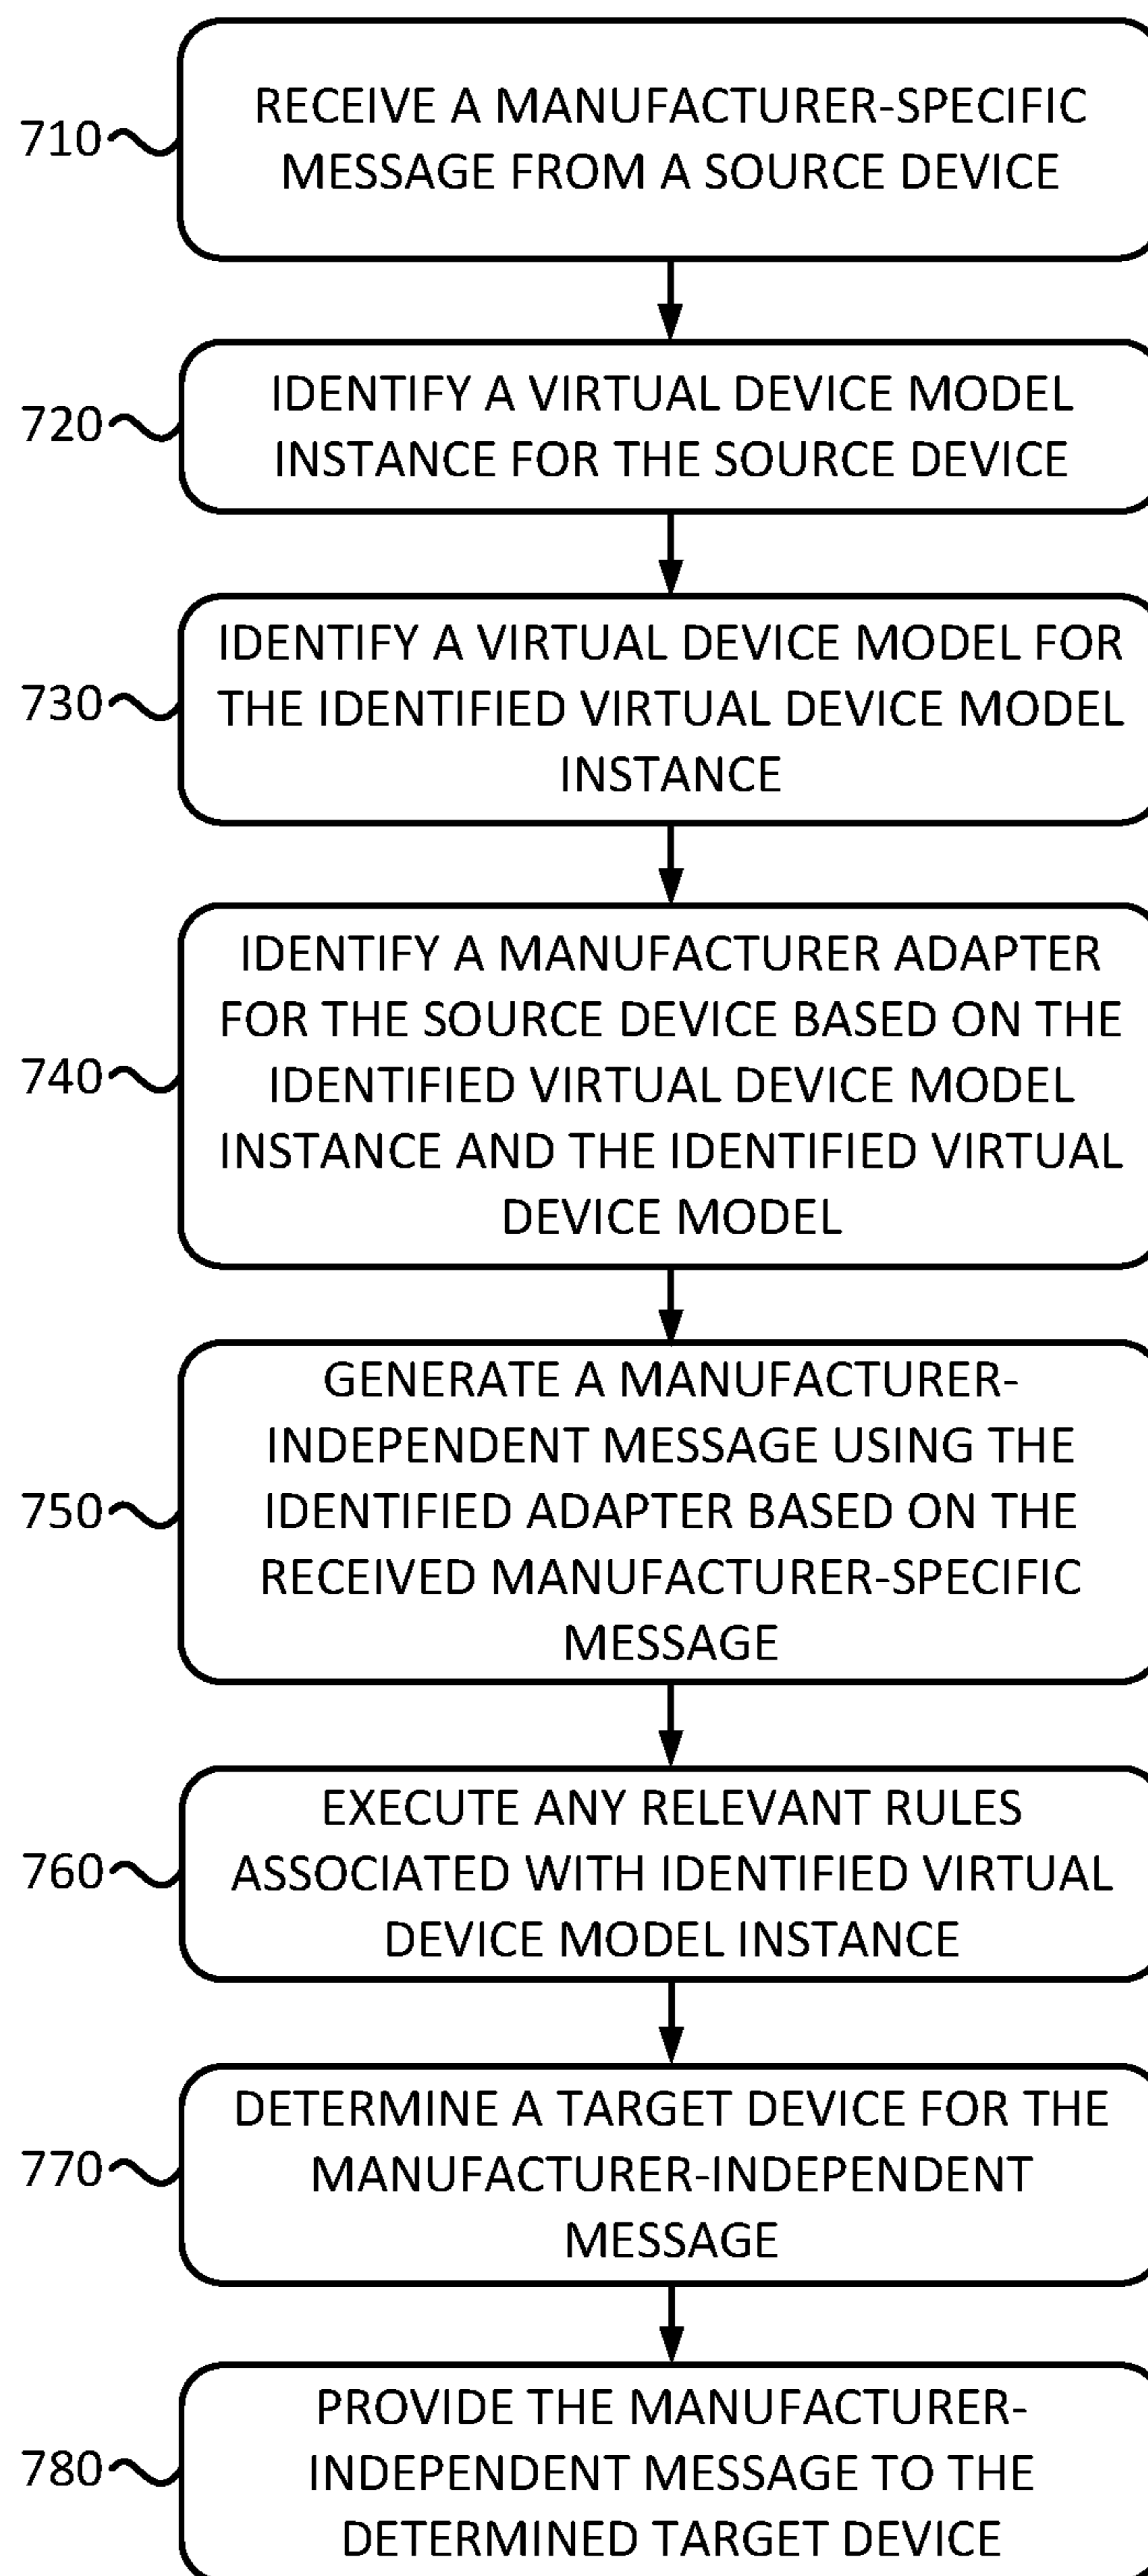 710
RECEIVE A MANUFACTURER-SPECIFIC
MESSAGE FROM A SOURCE DEVICE
720
IDENTIFY A VIRTUAL DEVICE MODEL
INSTANCE FOR THE SOURCE DEVICE
730
IDENTIFY A VIRTUAL DEVICE MODEL FOR
THE IDENTIFIED VIRTUAL DEVICE MODEL
INSTANCE
740
IDENTIFY A MANUFACTURER ADAPTER
FOR THE SOURCE DEVICE BASED ON THE
IDENTIFIED VIRTUAL DEVICE MODEL
INSTANCE AND THE IDENTIFIED VIRTUAL
DEVICE MODEL
750
GENERATE A MANUFACTURER-
INDEPENDENT MESSAGE USING THE
IDENTIFIED ADAPTER BASED ON THE
RECEIVED MANUFACTURER-SPECIFIC
MESSAGE
760
EXECUTE ANY RELEVANT RULES
ASSOCIATED WITH IDENTIFIED VIRTUAL
DEVICE MODEL INSTANCE
770
DETERMINE A TARGET DEVICE FOR THE
MANUFACTURER-INDEPENDENT
MESSAGE
780
PROVIDE THE MANUFACTURER-
INDEPENDENT MESSAGE TO THE
DETERMINED TARGET DEVICE